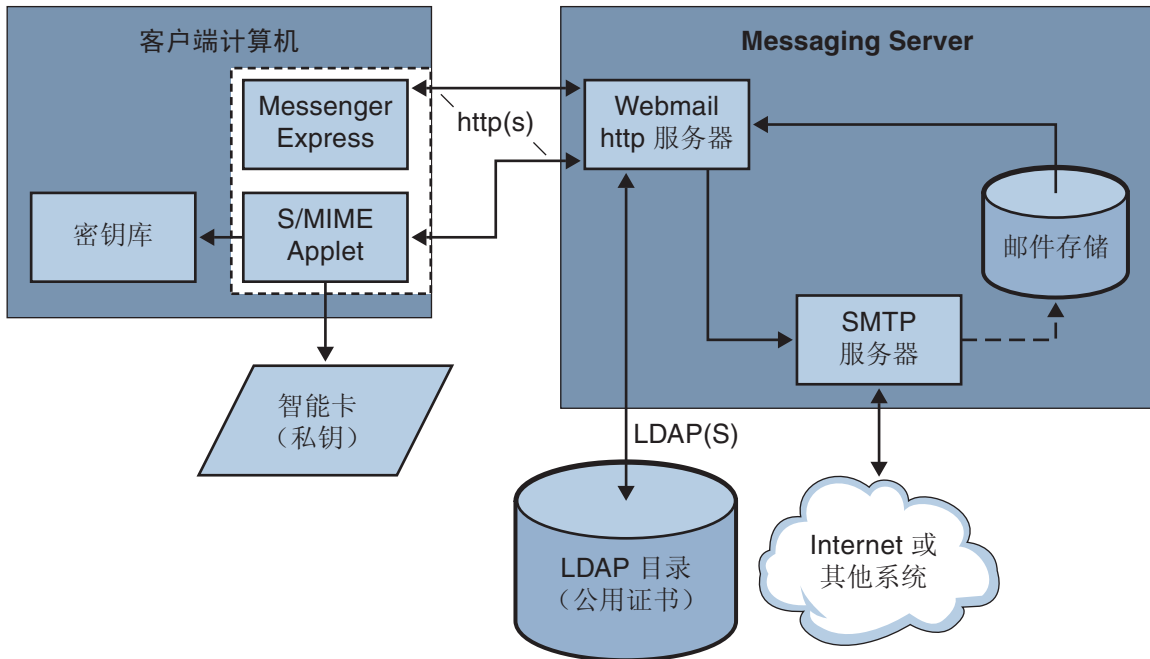 客户端计算机
Messenger
Express
S/MIME
Applet
密钥库
智能卡
（私钥）
http(s)
Messaging Server
Webmail
http 服务器
邮件存储
SMTP
服务器
LDAP(S)
LDAP 目录
（公用证书）
Internet 或
其他系统